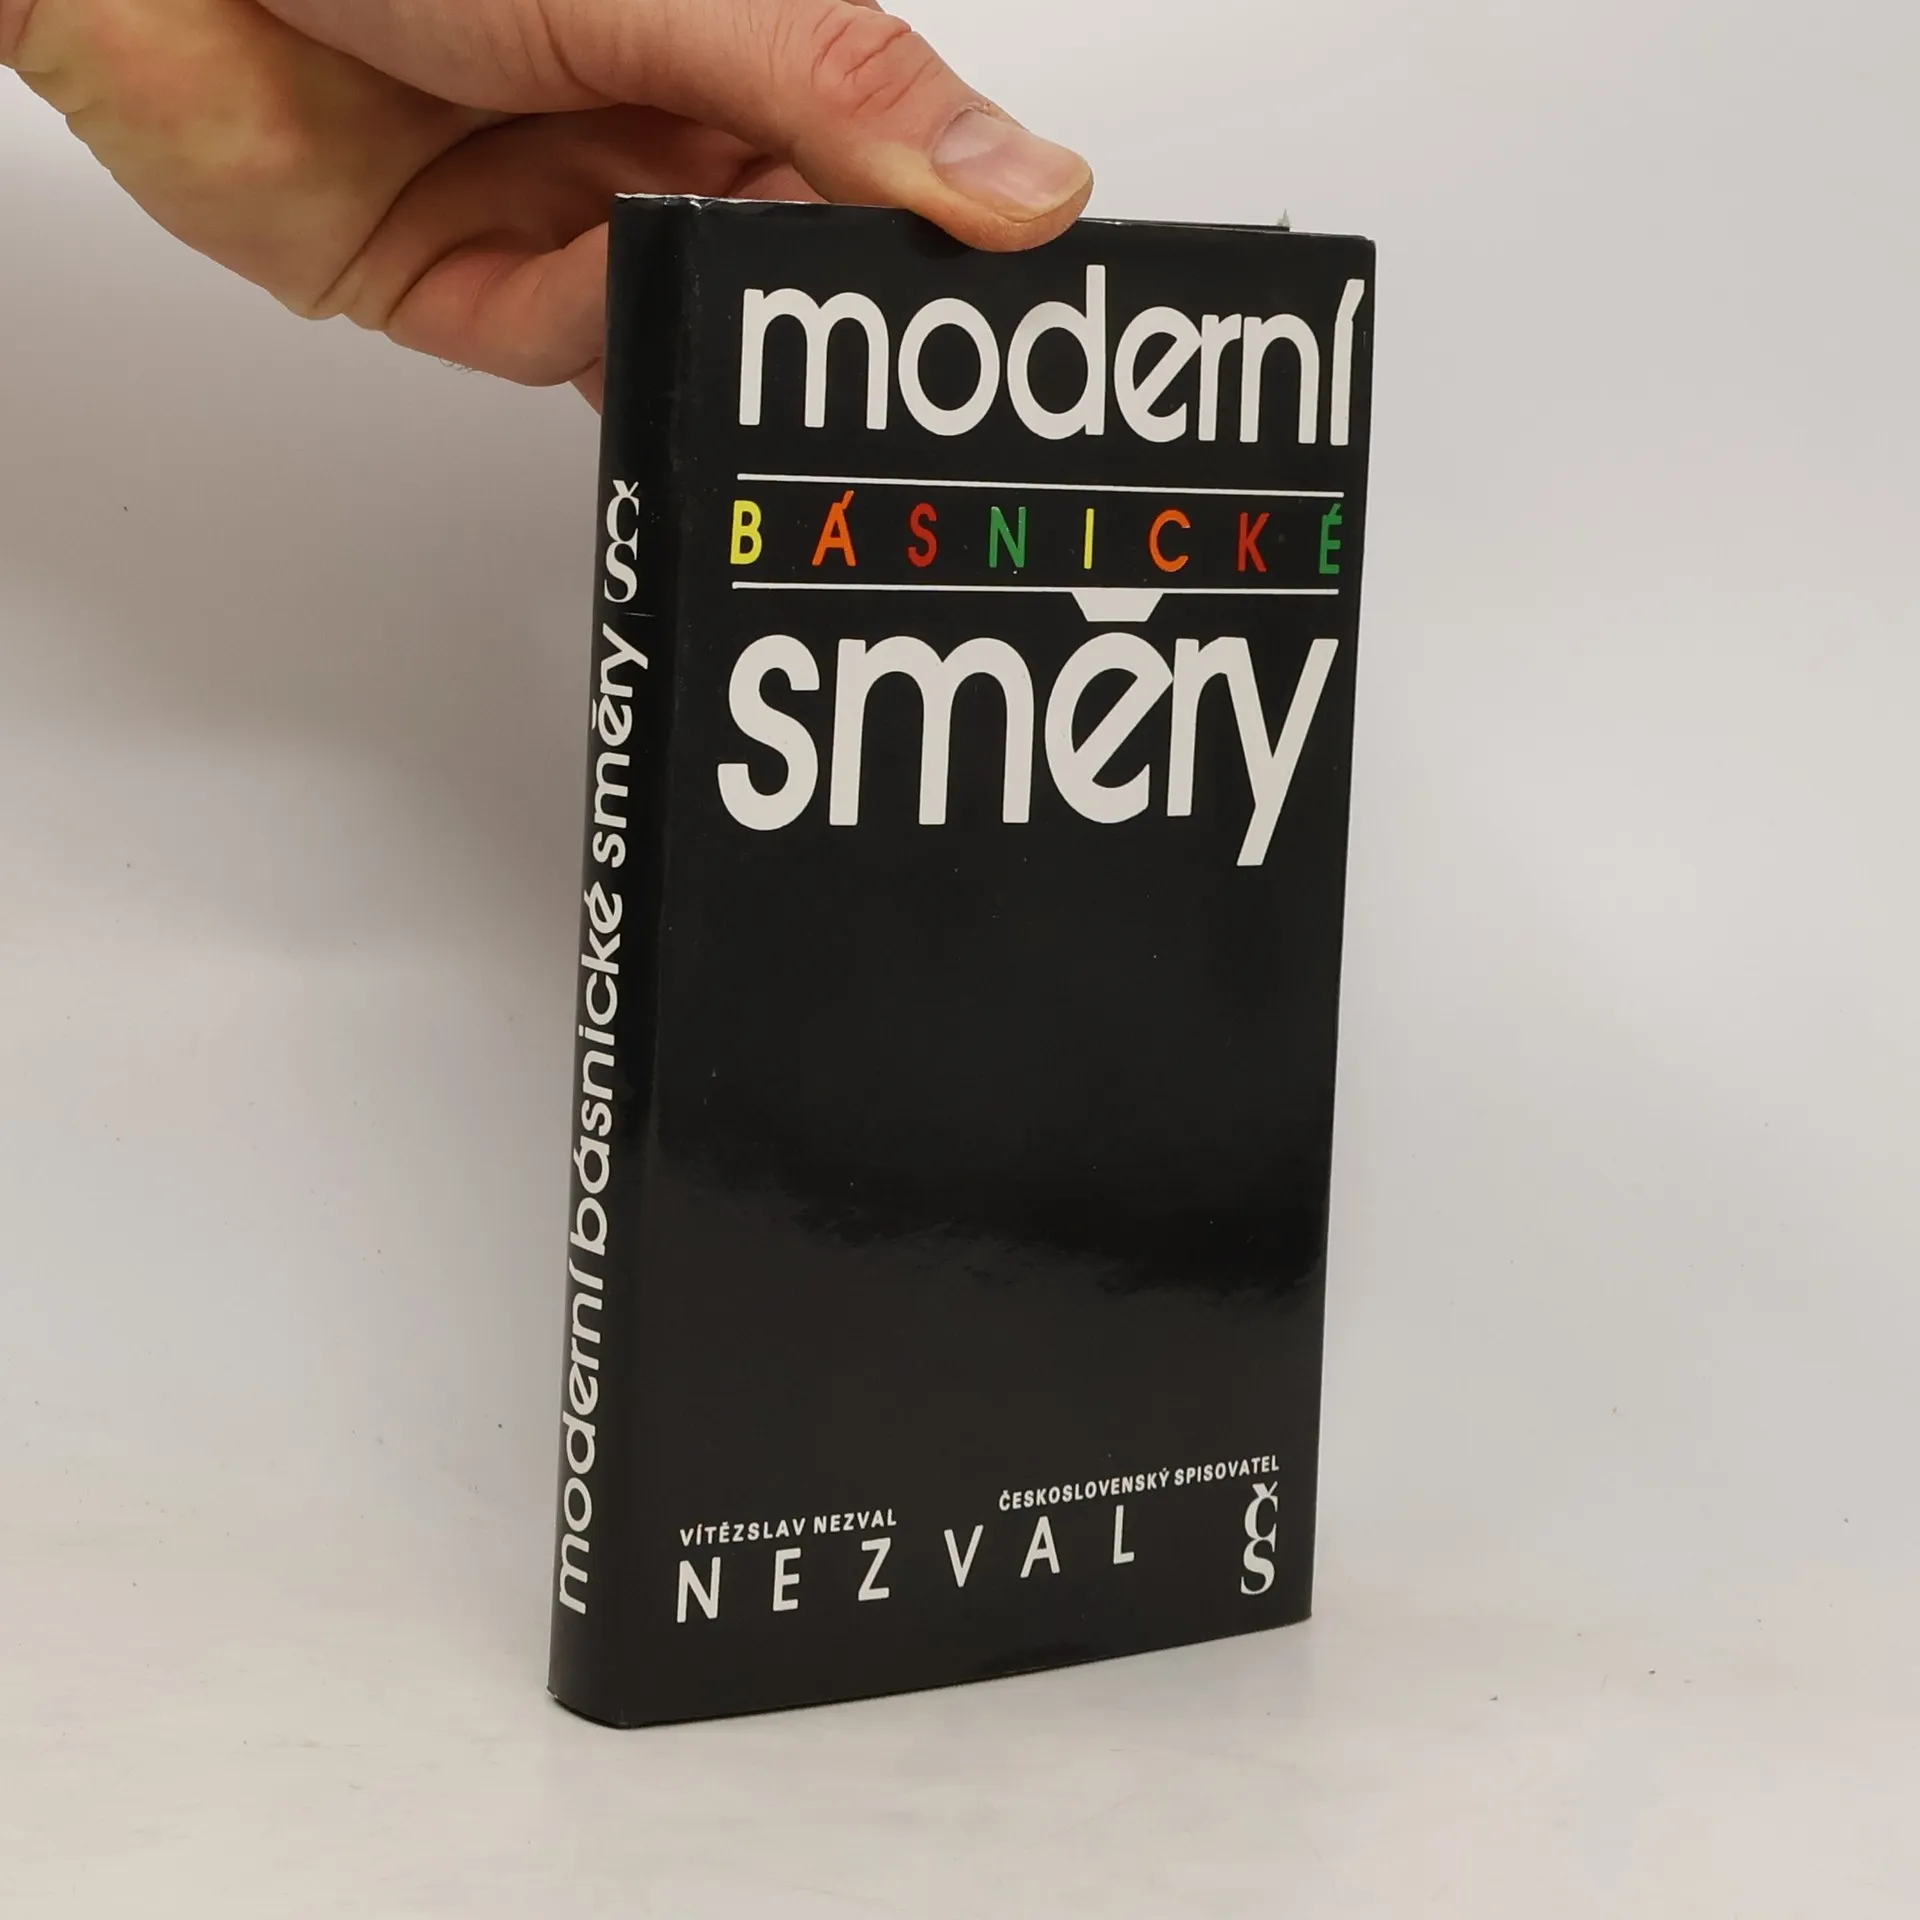 moderní
BÁSNICKÉ
směry
VÍTĚZSLAV NEZVAL
ČESKOSLOVENSKÝ SPISOVATEL
NEZVAL
ČS
moderní básnické směry ČS